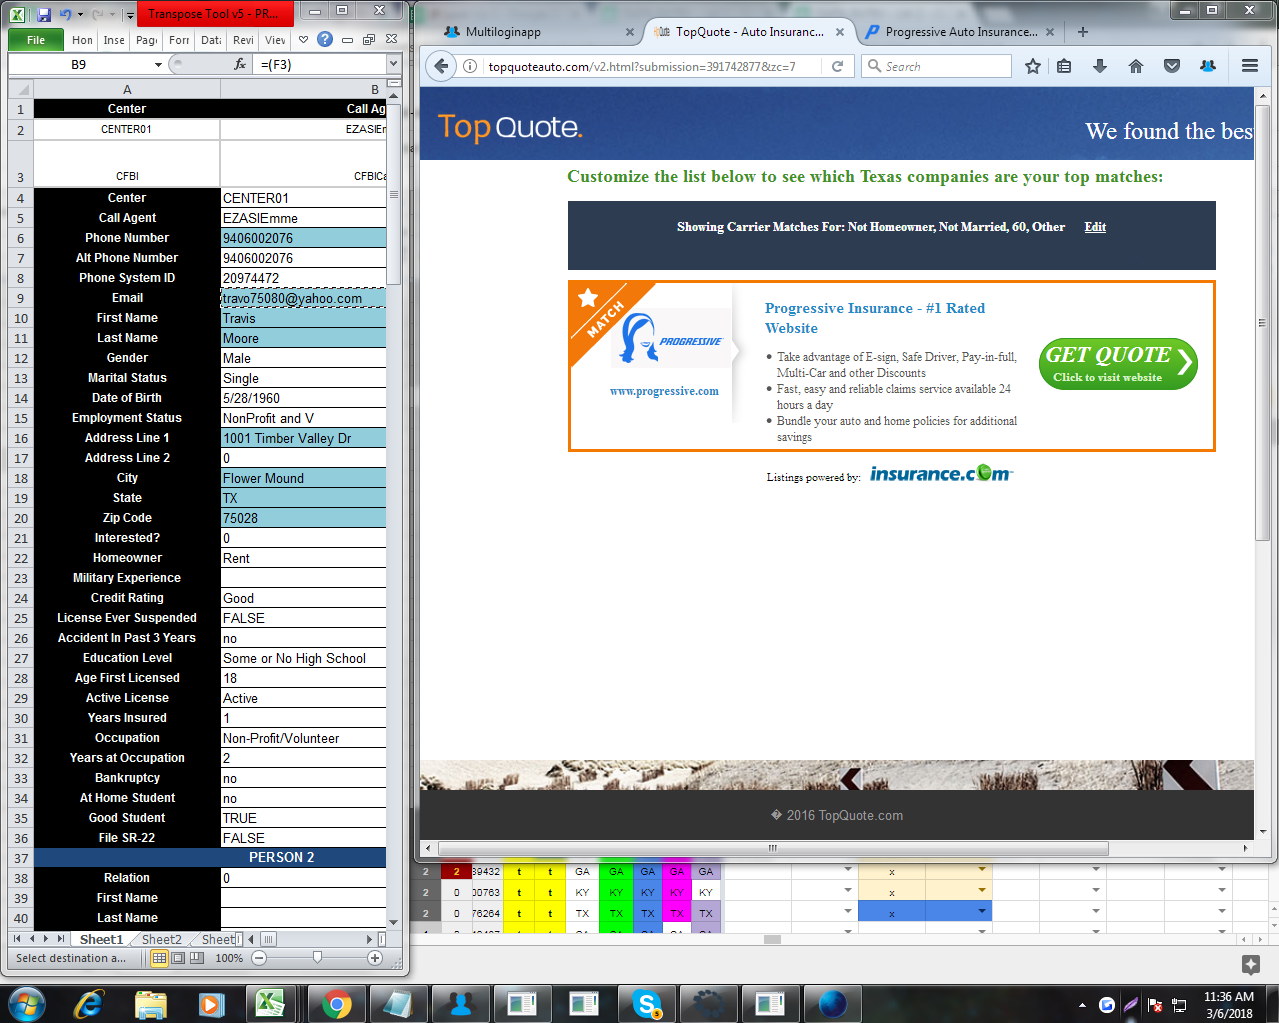 Transpose Tool v5 - PR...
File Hon Inse Pag For Dat Revi Viev
B9 fx =(F3)
A B
1 Center Call Ag
2 CENTER01 EZASIEm
3 CFBI CFBICa
4 Center CENTER01
5 Call Agent EZASIEmme
6 Phone Number 9406002076
7 Alt Phone Number 9406002076
8 Phone System ID 20974472
9 Email travo75080@yahoo.com
10 First Name Travis
11 Last Name Moore
12 Gender Male
13 Marital Status Single
14 Date of Birth 5/28/1960
15 Employment Status NonProfit and V
16 Address Line 1 1001 Timber Valley Dr
17 Address Line 2 0
18 City Flower Mound
19 State TX
20 Zip Code 75028
21 Interested? 0
22 Homeowner Rent
23 Military Experience
24 Credit Rating Good
25 License Ever Suspended FALSE
26 Accident In Past 3 Years no
27 Education Level Some or No High School
28 Age First Licensed 18
29 Active License Active
30 Years Insured 1
31 Occupation Non-Profit/Volunteer
32 Years at Occupation 2
33 Bankruptcy no
34 At Home Student no
35 Good Student TRUE
36 File SR-22 FALSE
37 PERSON 2
38 Relation 0
39 First Name
40 Last Name
Sheet1 Sheet2 Sheet
Select destination a... 100%
Multiloginapp TopQuote - Auto Insuranc... Progressive Auto Insurance...
topquoteauto.com/v2.html?submission=391742877&zc=7 Search
TopQuote. We found the bes
Customize the list below to see which Texas companies are your top matches:
Showing Carrier Matches For: Not Homeowner, Not Married, 60, Other Edit
MATCH
PROGRESSIVE
www.progressive.com
Progressive Insurance - #1 Rated
Website
• Take advantage of E-sign, Safe Driver, Pay-in-full,
Multi-Car and other Discounts
• Fast, easy and reliable claims service available 24
hours a day
• Bundle your auto and home policies for additional
savings
GET QUOTE
Click to visit website
Listings powered by: insurance.com
� 2016 TopQuote.com
2 2 39432 t t GA GA GA GA GA x
2 0 00763 t t KY KY KY KY KY x
2 0 76264 t t TX TX TX TX TX x
11:36 AM
3/6/2018